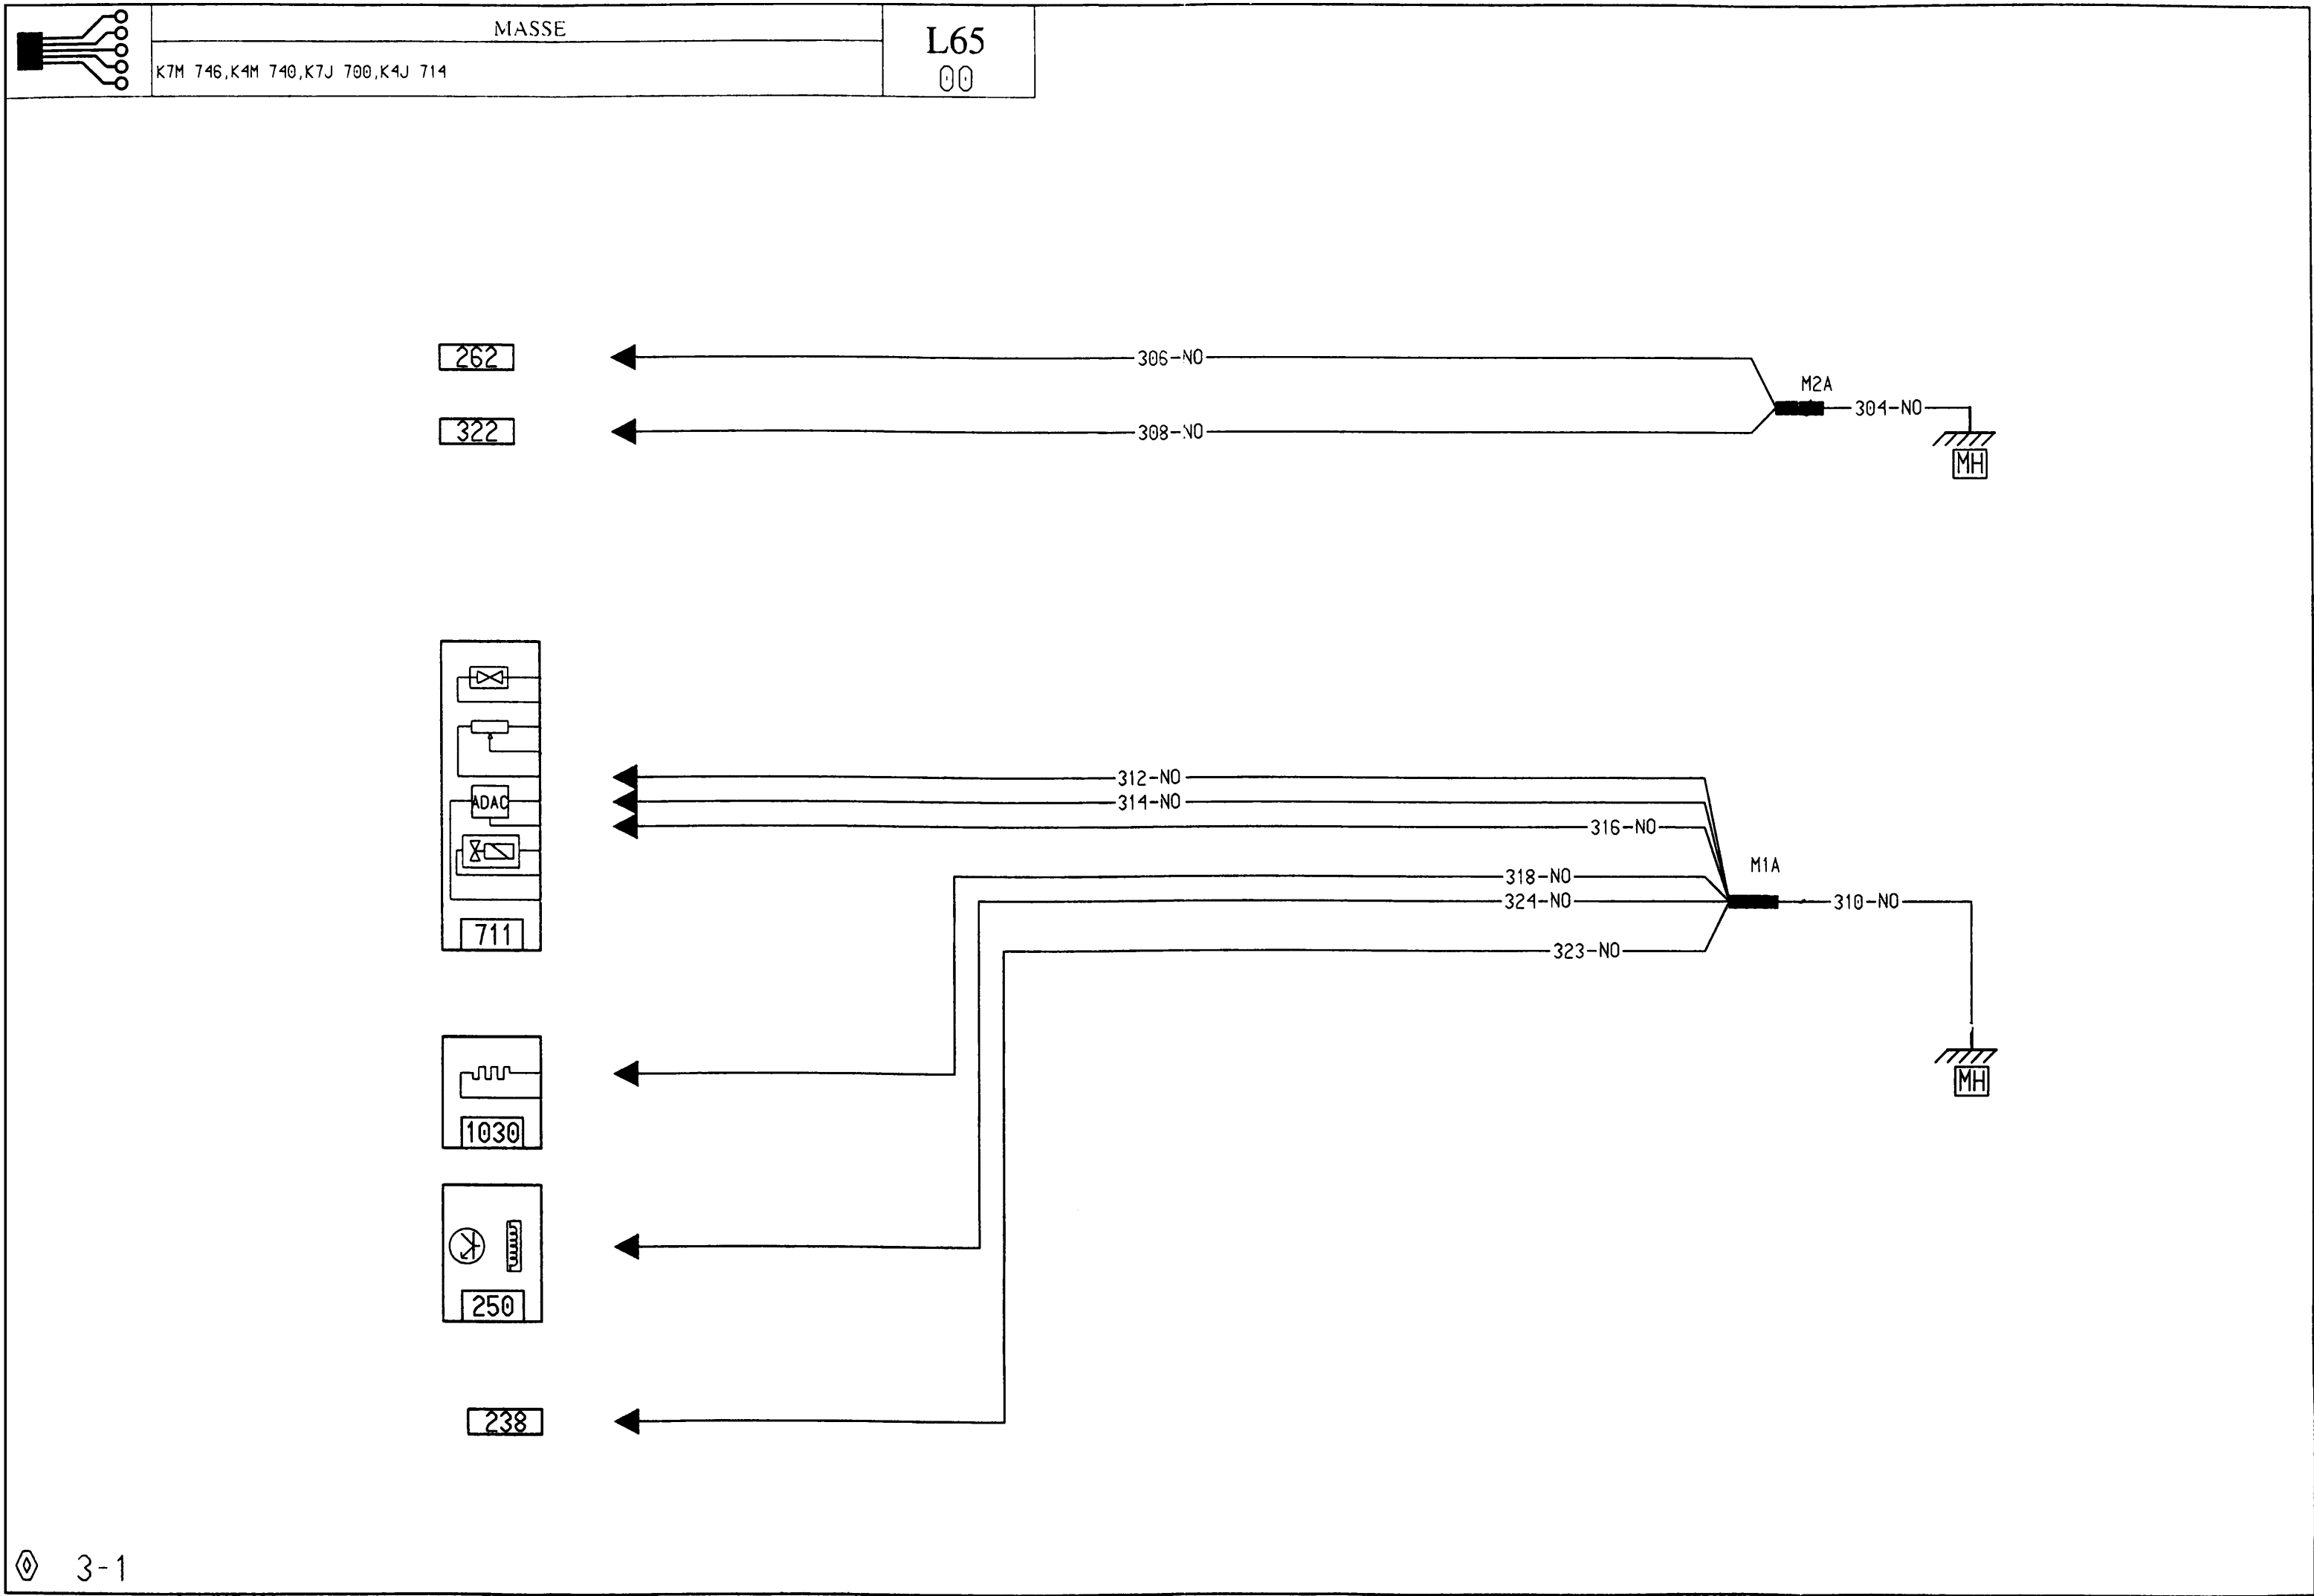 MASSE
L65
K7M 746,K4M 740,K7J 700,K4J 714
00
262
306-NO
M2A
304-NO
322
308-NO
MH
312-NO
ADAC
314-NO
316-NO
M1A
318-NO
324-NO
310-NO
711
323-NO
MH
1030
250
238
3-1